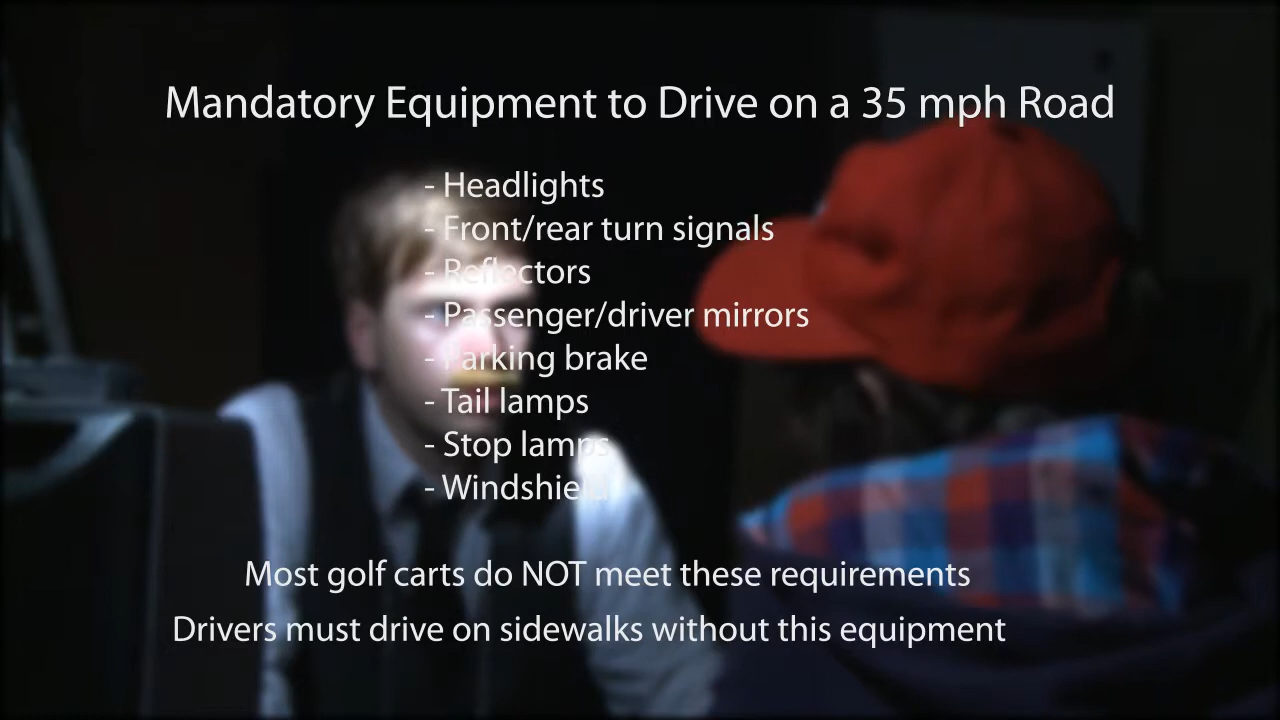 Mandatory Equipment to Drive on a 35 mph Road
- Headlights
- Front/rear turn signals
- Reflectors
- Passenger/driver mirrors
- Parking brake
- Tail lamps
- Stop lamps
- Windshield
Most golf carts do NOT meet these requirements
Drivers must drive on sidewalks without this equipment